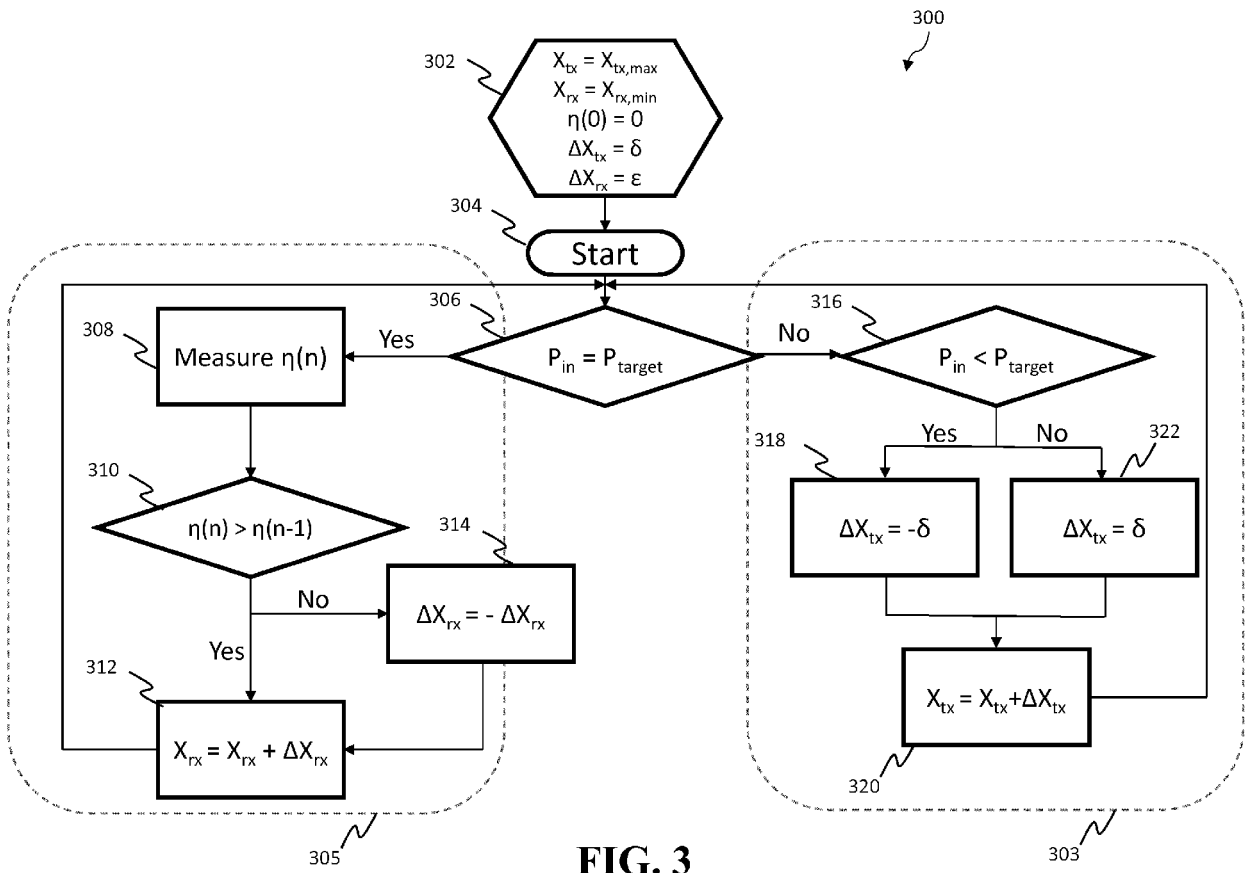 300
302
X_tx = X_tx,max
X_rx = X_rx,min
η(0) = 0
ΔX_tx = δ
ΔX_rx = ε
304
Start
306
P_in = P_target
Yes
No
308
Measure η(n)
310
η(n) > η(n-1)
No
Yes
314
ΔX_rx = - ΔX_rx
312
X_rx = X_rx + ΔX_rx
305
316
P_in < P_target
Yes
No
318
ΔX_tx = -δ
322
ΔX_tx = δ
X_tx = X_tx+ΔX_tx
320
303
FIG. 3